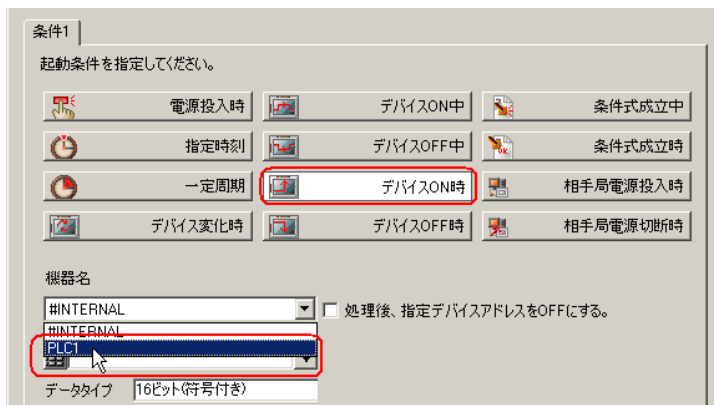 条件1
起動条件を指定してください。
電源投入時 デバイスON中 条件式成立中
指定時刻 デバイスOFF中 条件式成立時
一定周期 デバイスON時 相手局電源投入時
デバイス変化時 デバイスOFF時 相手局電源切断時
機器名
#INTERNAL 処理後、指定デバイスアドレスをOFFにする。
#INTERNAL
PLC1
データタイプ 16ビット(符号付き)